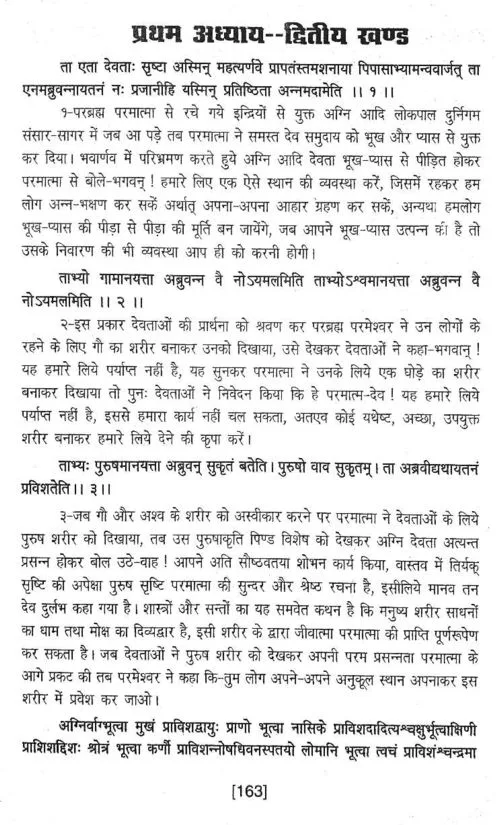 प्रथम अध्याय--द्वितीय खण्ड
ता एता देवताः सृष्टा अस्मिन् महत्यर्णवे प्रापतंस्तमशनाया पिपासाभ्यामन्ववार्जत् ता
एनमब्रुवन्नायतनं नः प्रजानीहि यस्मिन् प्रतिष्ठिता अन्नमदामेति ।। १ ।।
१-परब्रह्म परमात्मा से रचे गये इन्द्रियों से युक्त अग्नि आदि लोकपाल दुर्निगम
संसार-सागर में जब आ पड़े तब परमात्मा ने समस्त देव समुदाय को भूख और प्यास से युक्त
कर दिया। भवार्णव में परिभ्रमण करते हुये अग्नि आदि देवता भूख-प्यास से पीड़ित होकर
परमात्मा से बोले-भगवन् ! हमारे लिए एक ऐसे स्थान की व्यवस्था करें, जिसमें रहकर हम
लोग अन्न-भक्षण कर सकें अर्थात् अपना-अपना आहार ग्रहण कर सकें, अन्यथा हमलोग
भूख-प्यास की पीड़ा से पीड़ा की मूर्ति बन जायेंगे, जब आपने भूख-प्यास उत्पन्न की है तो
उसके निवारण की भी व्यवस्था आप ही को करनी होगी।
ताभ्यो गामानयत्ता अब्रुवन्न वै नोऽयमलमिति ताभ्योऽश्वमानयत्ता अब्रुवन्न वै
नोऽयमलमिति ।। २ ।।
२-इस प्रकार देवताओं की प्रार्थना को श्रवण कर परब्रह्म परमेश्वर ने उन लोगों के
रहने के लिए गौ का शरीर बनाकर उनको दिखाया, उसे देखकर देवताओं ने कहा-भगवान् !
यह हमारे लिये पर्याप्त नहीं है, यह सुनकर परमात्मा ने उनके लिये एक घोड़े का शरीर
बनाकर दिखाया तो पुनः देवताओं ने निवेदन किया कि हे परमात्म-देव ! यह हमारे लिये
पर्याप्त नहीं है, इससे हमारा कार्य नहीं चल सकता, अतएव कोई यथेष्ट, अच्छा, उपयुक्त
शरीर बनाकर हमारे लिये देने की कृपा करें।
ताभ्यः पुरुषमानयत्ता अब्रुवन् सुकृतं बतेति। पुरुषो वाव सुकृतम्। ता अब्रवीद्यथायतनं
प्रविशतेति ।। ३।।
३-जब गौ और अश्व के शरीर को अस्वीकार करने पर परमात्मा ने देवताओं के लिये
पुरुष शरीर को दिखाया, तब उस पुरुषाकृति पिण्ड विशेष को देखकर अग्नि देवता अत्यन्त
प्रसन्न होकर बोल उठे-वाह ! आपने अति सौष्ठवतया शोभन कार्य किया, वास्तव में तिर्यक्
सृष्टि की अपेक्षा पुरुष सृष्टि परमात्मा की सुन्दर और श्रेष्ठ रचना है, इसीलिये मानव तन
देव दुर्लभ कहा गया है। शास्त्रों और सन्तों का यह समवेत कथन है कि मनुष्य शरीर साधनों
का धाम तथा मोक्ष का दिव्यद्वार है, इसी शरीर के द्वारा जीवात्मा परमात्मा की प्राप्ति पूर्णरूपेण
कर सकता है। जब देवताओं ने पुरुष शरीर को देखकर अपनी परम प्रसन्नता परमात्मा के
आगे प्रकट की तब परमेश्वर ने कहा कि-तुम लोग अपने-अपने अनुकूल स्थान अपनाकर इस
शरीर में प्रवेश कर जाओ।
अग्निर्वाग्भूत्वा मुखं प्राविशद्वायुः प्राणो भूत्वा नासिके प्राविशदादित्यश्चक्षुर्भूत्वाक्षिणी
प्राशिशद्दिशः श्रोत्रं भूत्वा कर्णौ प्राविशन्नोषधिवनस्पतयो लोमानि भूत्वा त्वचं प्राविशंश्चन्द्रमा
[163]